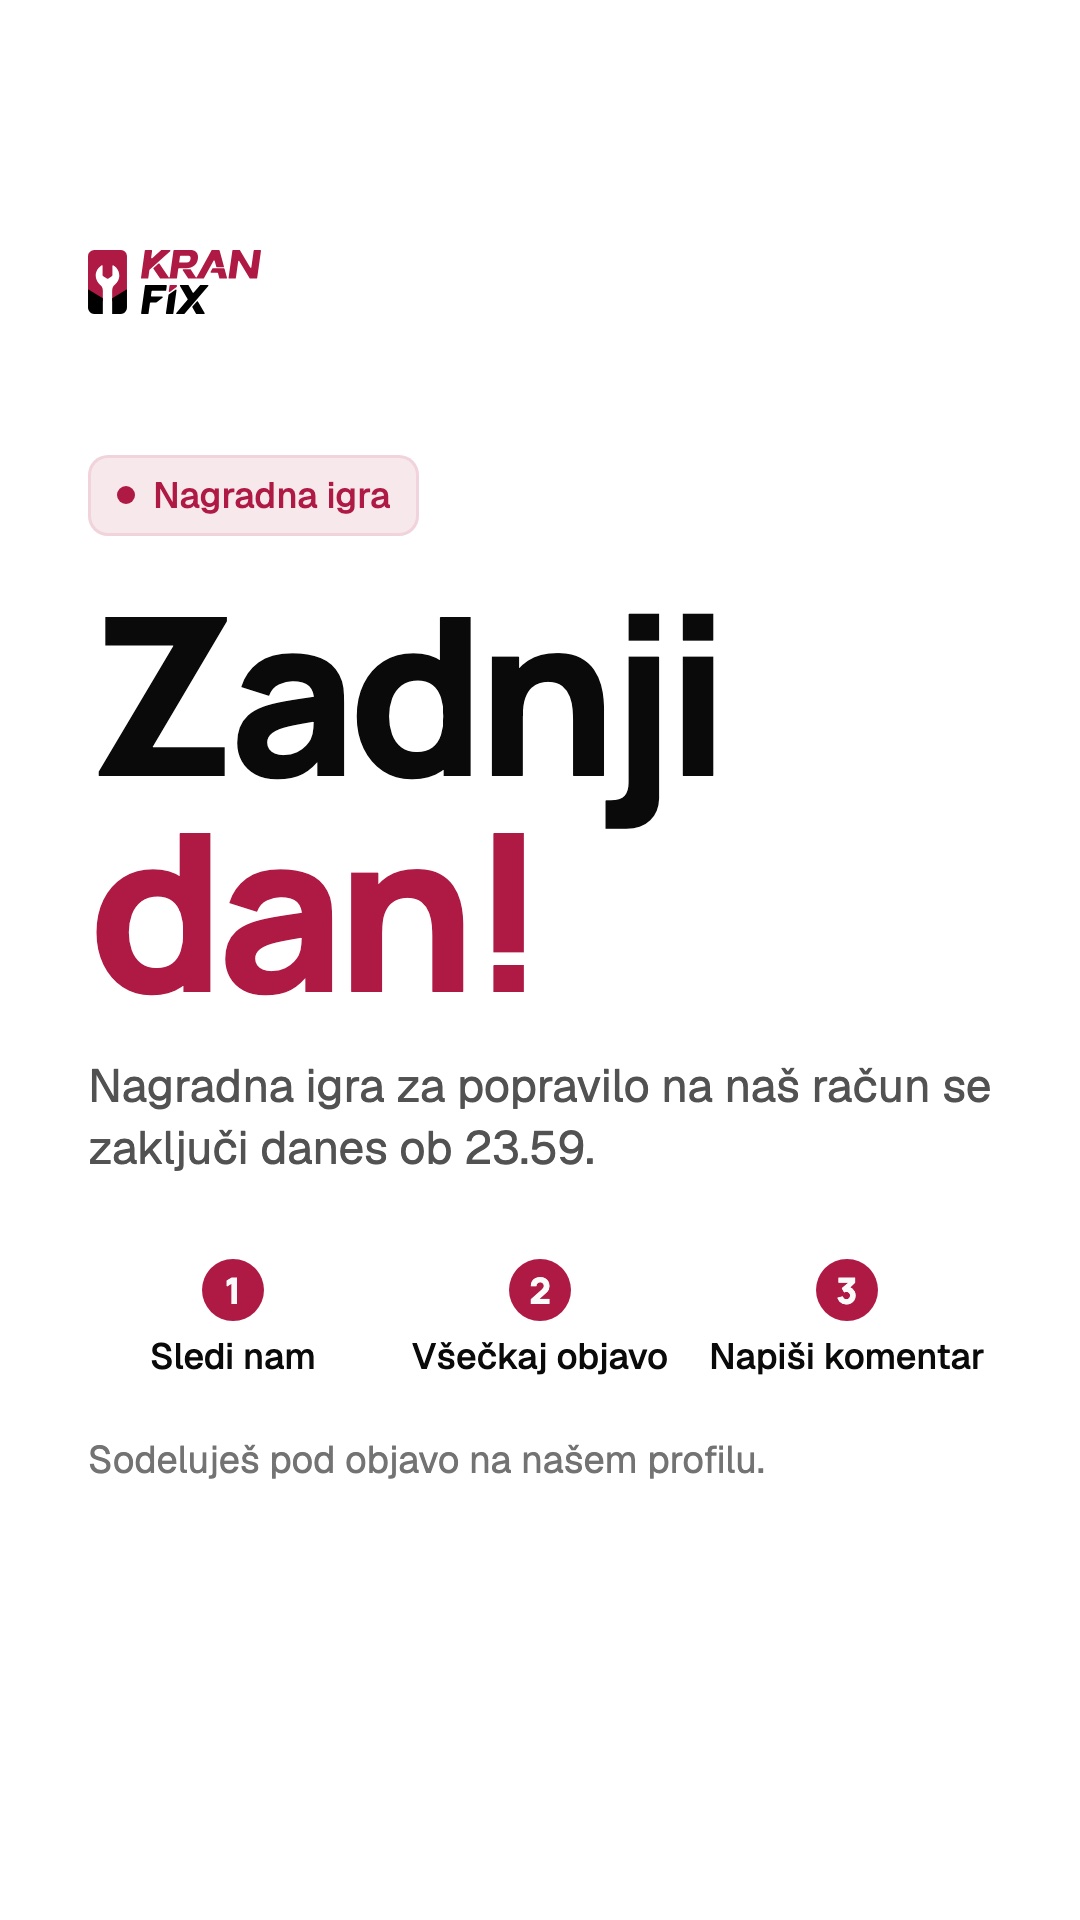 KRAN
FIX
Nagradna igra
Zadnji
dan!
Nagradna igra za popravilo na naš račun se
zaključi danes ob 23.59.
1
Sledi nam
2
Všečkaj objavo
3
Napiši komentar
Sodeluješ pod objavo na našem profilu.